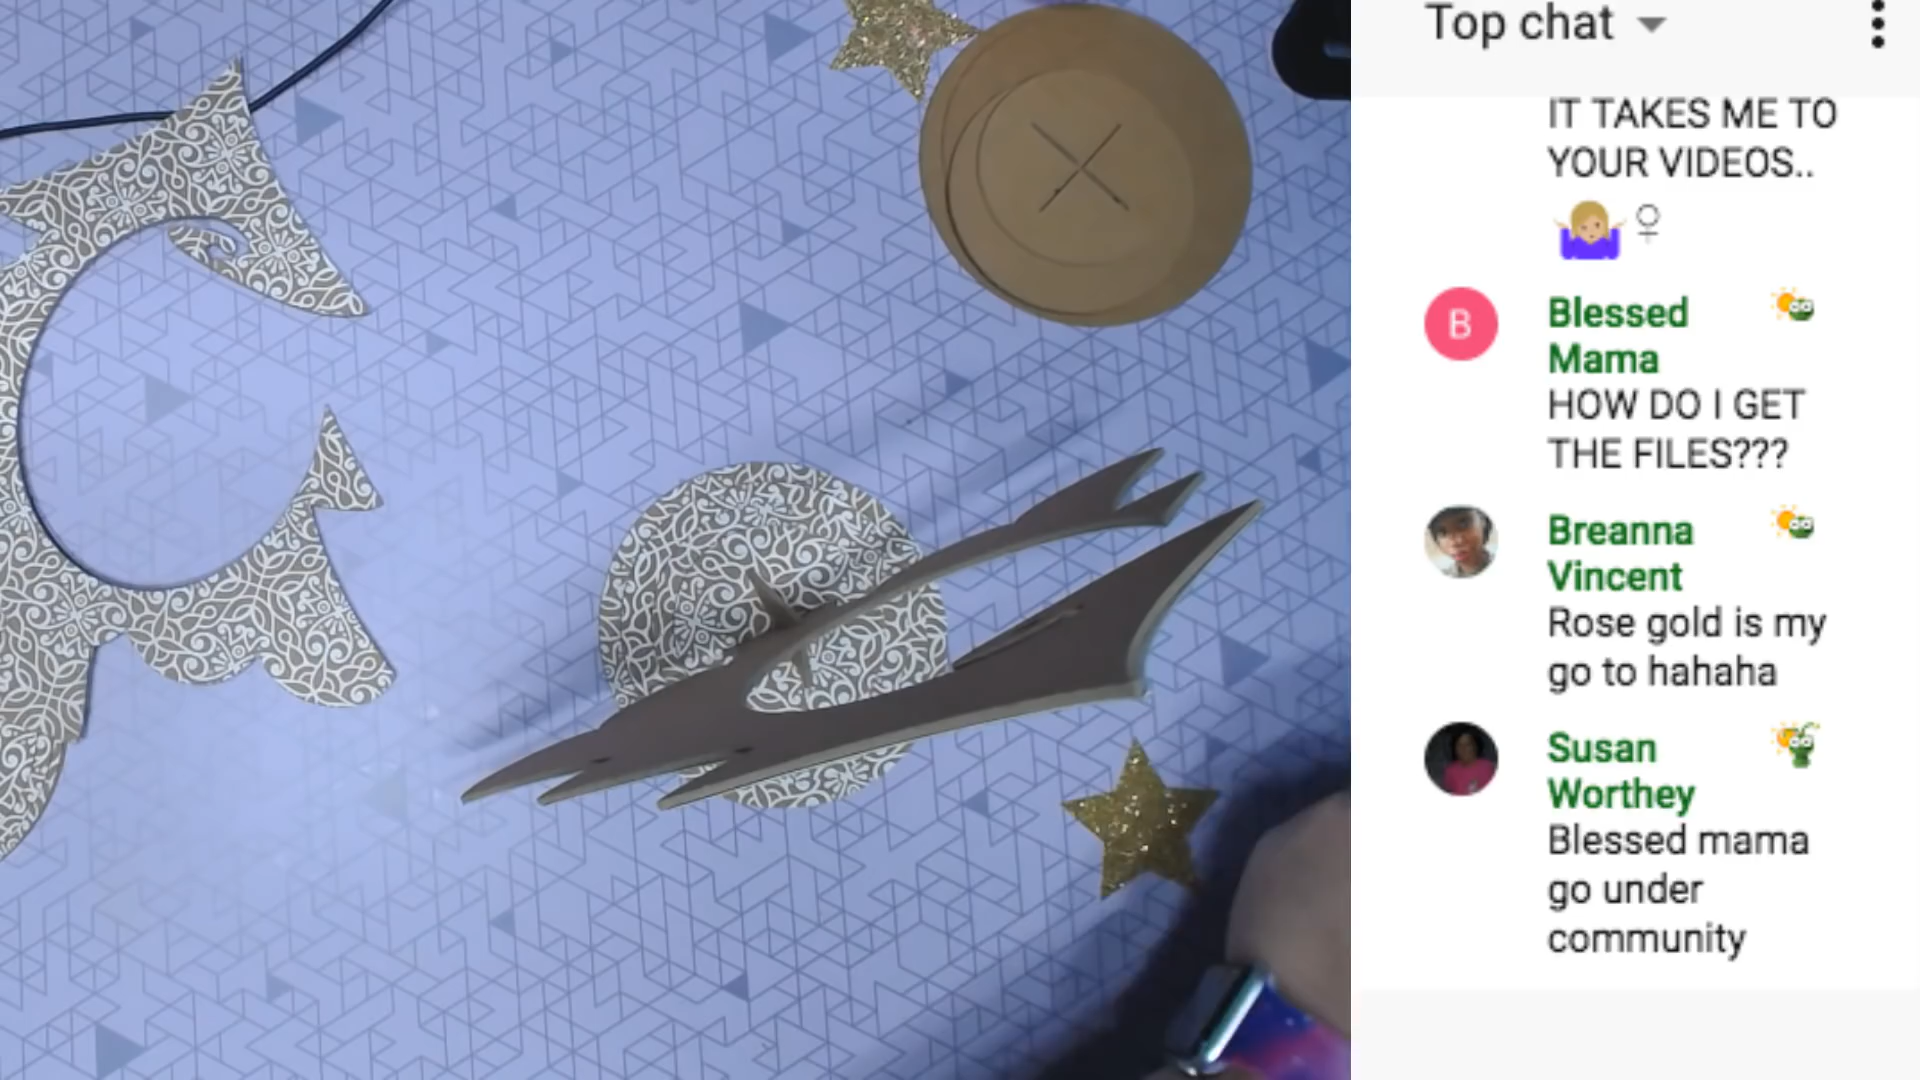 Top chat
IT TAKES ME TO
YOUR VIDEOS..
B
Blessed
Mama
HOW DO I GET
THE FILES???
Breanna
Vincent
Rose gold is my
go to hahaha
Susan
Worthey
Blessed mama
go under
community